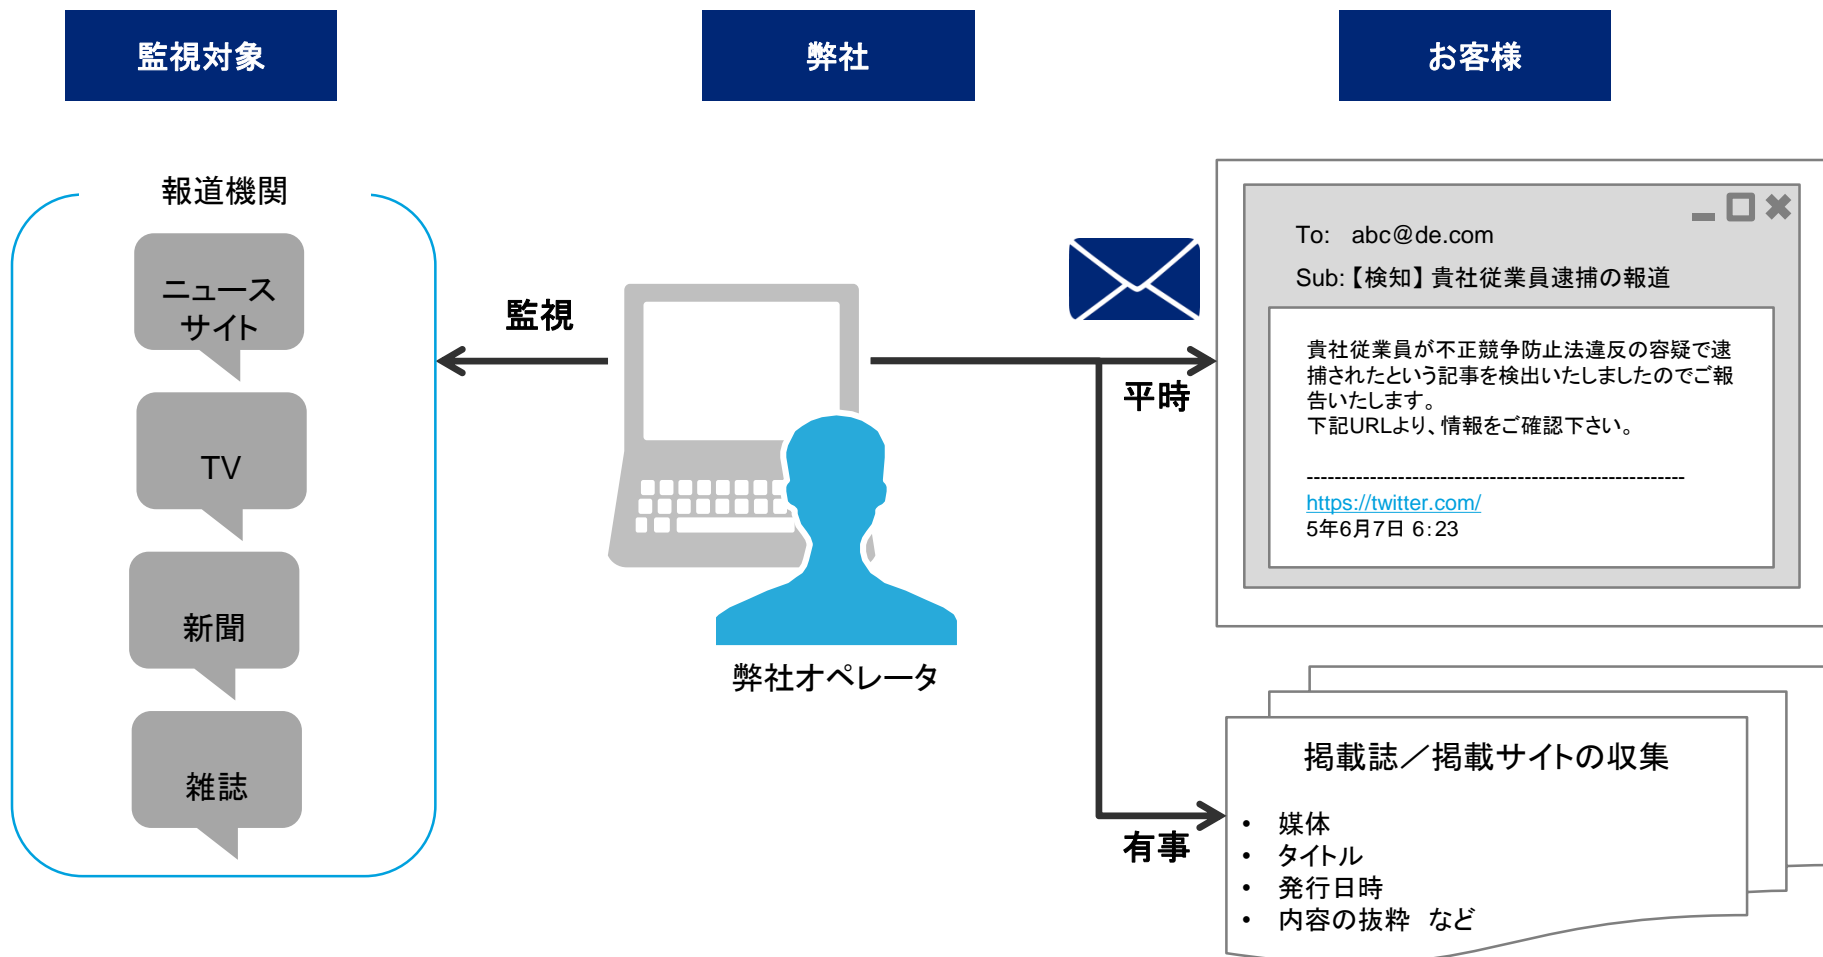 監視対象
弊社
お客様
報道機関
ニュース
サイト
TV
新聞
雑誌
監視
弊社オペレータ
平時
有事
To: abc@de.com
Sub:【検知】貴社従業員逮捕の報道
貴社従業員が不正競争防止法違反の容疑で逮
捕されたという記事を検出いたしましたのでご報
告いたします。
下記URLより、情報をご確認下さい。
------------------------------------------------------
https://twitter.com/
5年6月7日 6:23
掲載誌／掲載サイトの収集
• 媒体
• タイトル
• 発行日時
• 内容の抜粋 など